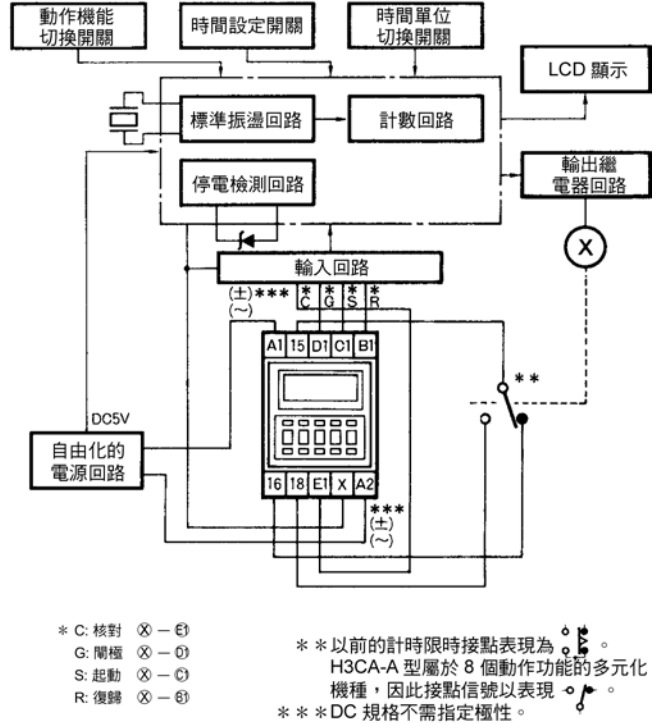 動作機能
切換開關
時間設定開關
時間單位
切換開關
LCD 顯示
標準振盪回路
計數回路
停電檢測回路
輸出繼
電器回路
X
輸入回路
(±)
(~)
***
*
C
*
G
*
S
*
R
A1 15 D1 C1 B1
**
DC5V
自由化的
電源回路
16 18 E1 X A2
***
(±)
(~)
* C: 核對 Ⓧ — E1
G: 閘極 Ⓧ — D1
S: 起動 Ⓧ — C1
R: 復歸 Ⓧ — B1
**以前的計時限時接點表現為 。
H3CA-A 型屬於 8 個動作功能的多元化
機種，因此接點信號以表現 。
***DC 規格不需指定極性。